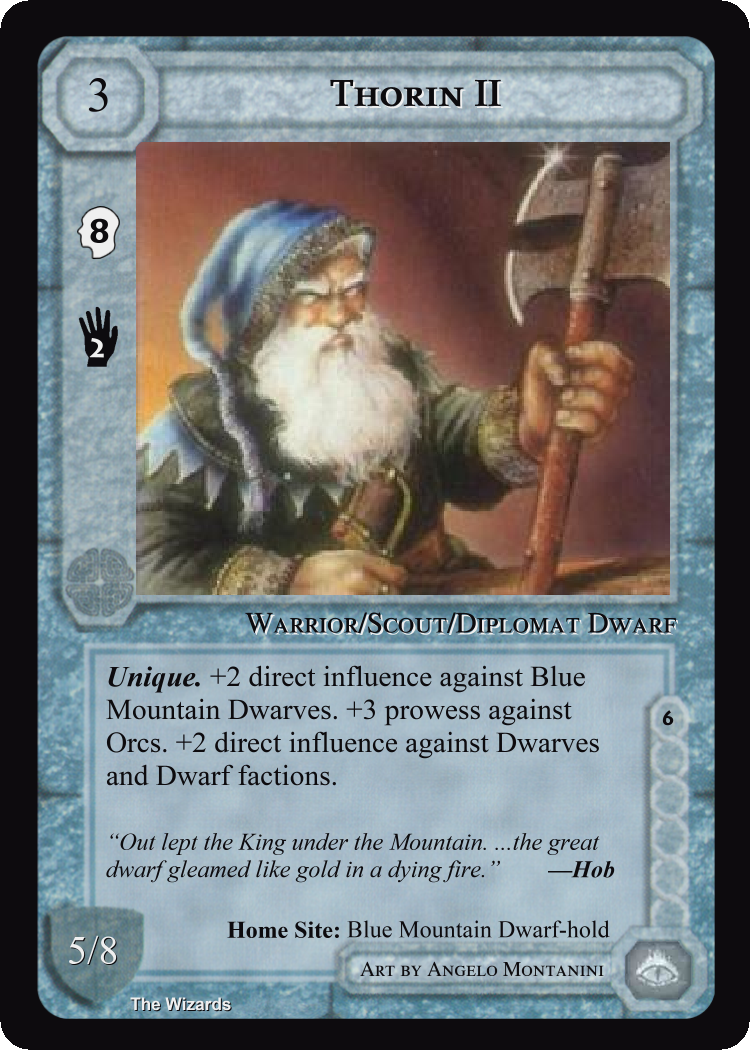 3
Thorin II
8
2
Warrior/Scout/Diplomat Dwarf
Unique. +2 direct influence against Blue
Mountain Dwarves. +3 prowess against
Orcs. +2 direct influence against Dwarves
and Dwarf factions.
6
“Out lept the King under the Mountain. ...the great
dwarf gleamed like gold in a dying fire.” —Hob
Home Site: Blue Mountain Dwarf-hold
5/8
Art by Angelo Montanini
The Wizards